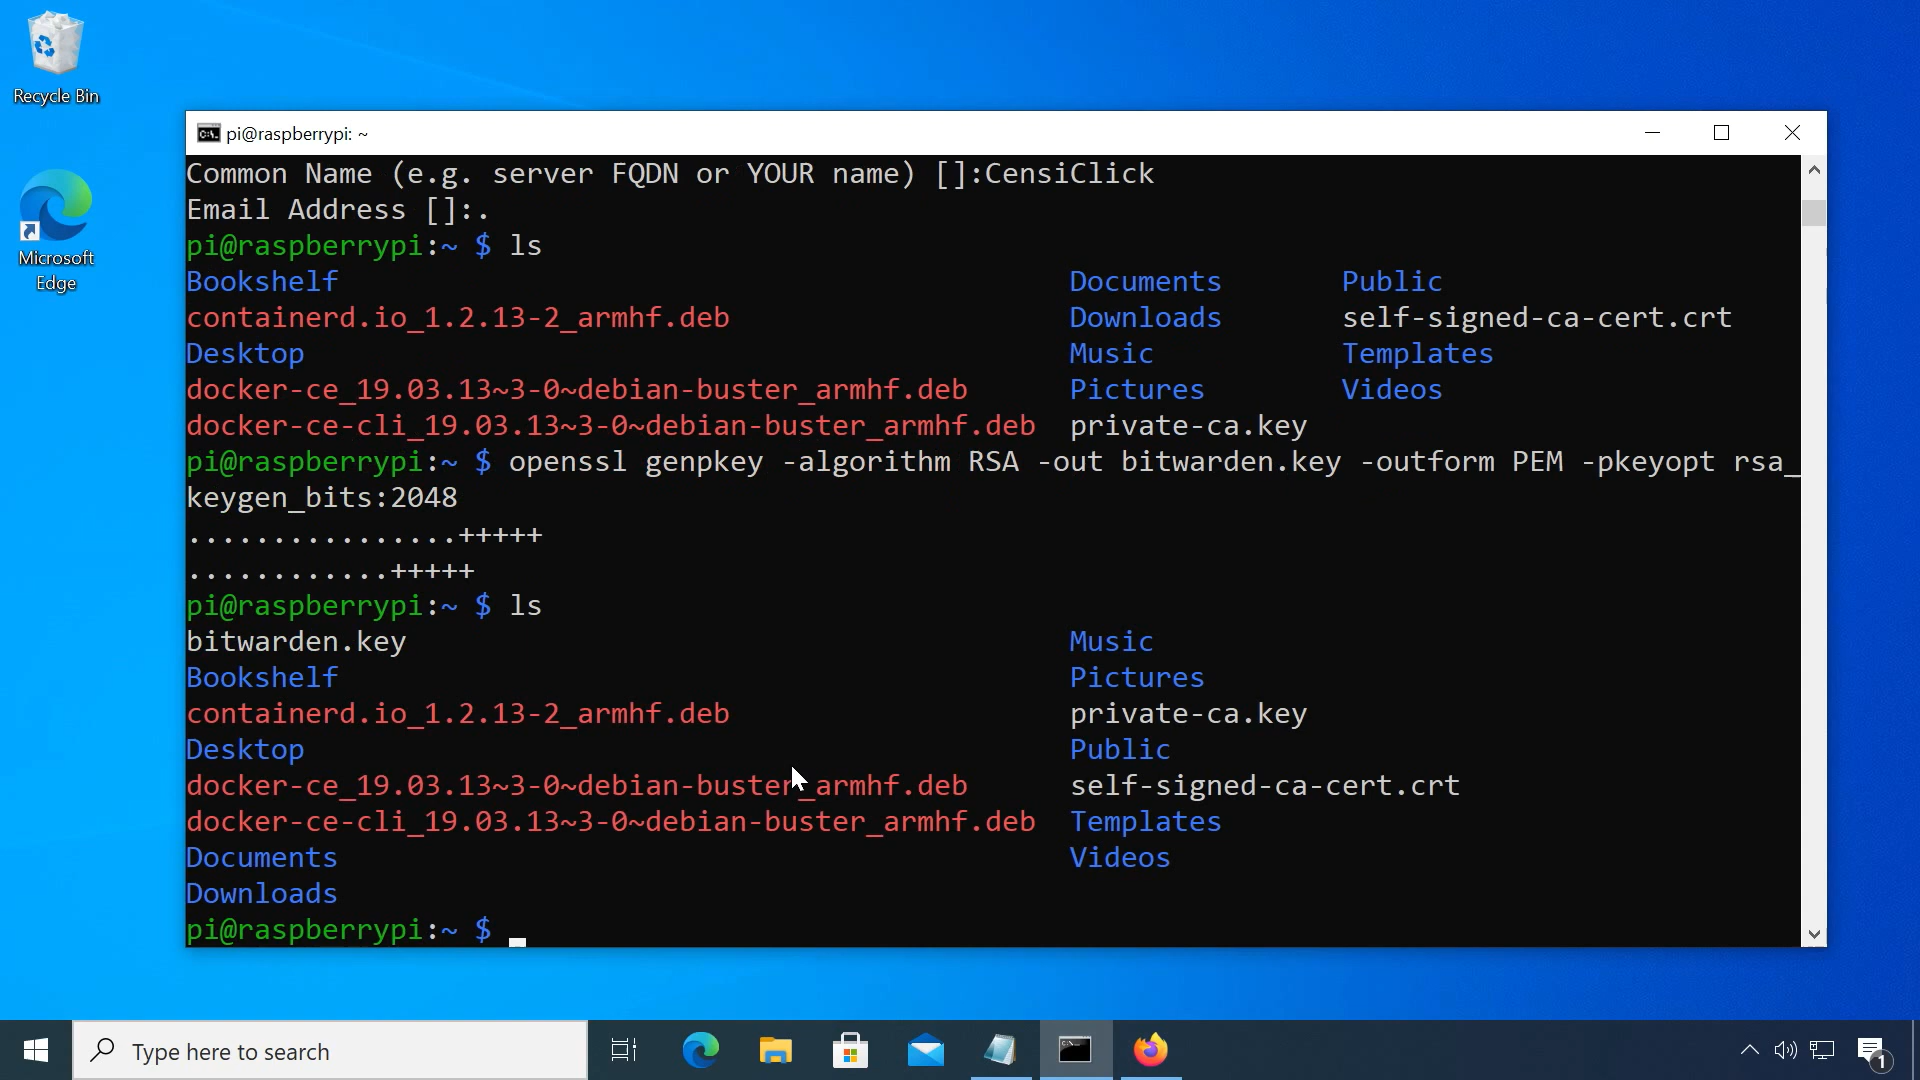 Recycle Bin
Microsoft
Edge
pi@raspberrypi: ~
Common Name (e.g. server FQDN or YOUR name) []:CensiClick
Email Address []:.
pi@raspberrypi:~ $ ls
Bookshelf Documents Public
containerd.io_1.2.13-2_armhf.deb Downloads self-signed-ca-cert.crt
Desktop Music Templates
docker-ce_19.03.13~3-0~debian-buster_armhf.deb Pictures Videos
docker-ce-cli_19.03.13~3-0~debian-buster_armhf.deb private-ca.key
pi@raspberrypi:~ $ openssl genpkey -algorithm RSA -out bitwarden.key -outform PEM -pkeyopt rsa_
keygen_bits:2048
................+++++
............+++++
pi@raspberrypi:~ $ ls
bitwarden.key Music
Bookshelf Pictures
containerd.io_1.2.13-2_armhf.deb private-ca.key
Desktop Public
docker-ce_19.03.13~3-0~debian-buster_armhf.deb self-signed-ca-cert.crt
docker-ce-cli_19.03.13~3-0~debian-buster_armhf.deb Templates
Documents Videos
Downloads
pi@raspberrypi:~ $
Type here to search
1